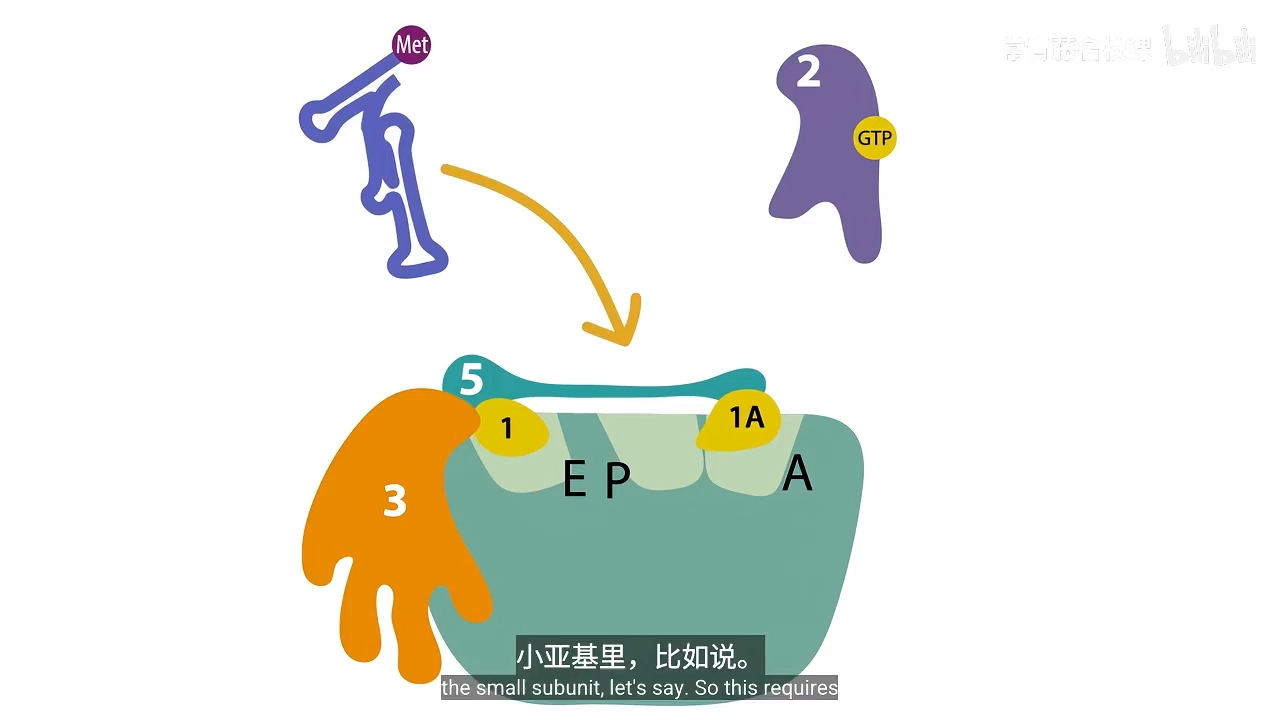 Met
2
GTP
5
1
1A
E P
A
3
小亚基里，比如说。
the small subunit, let's say. So this requires
bilibili